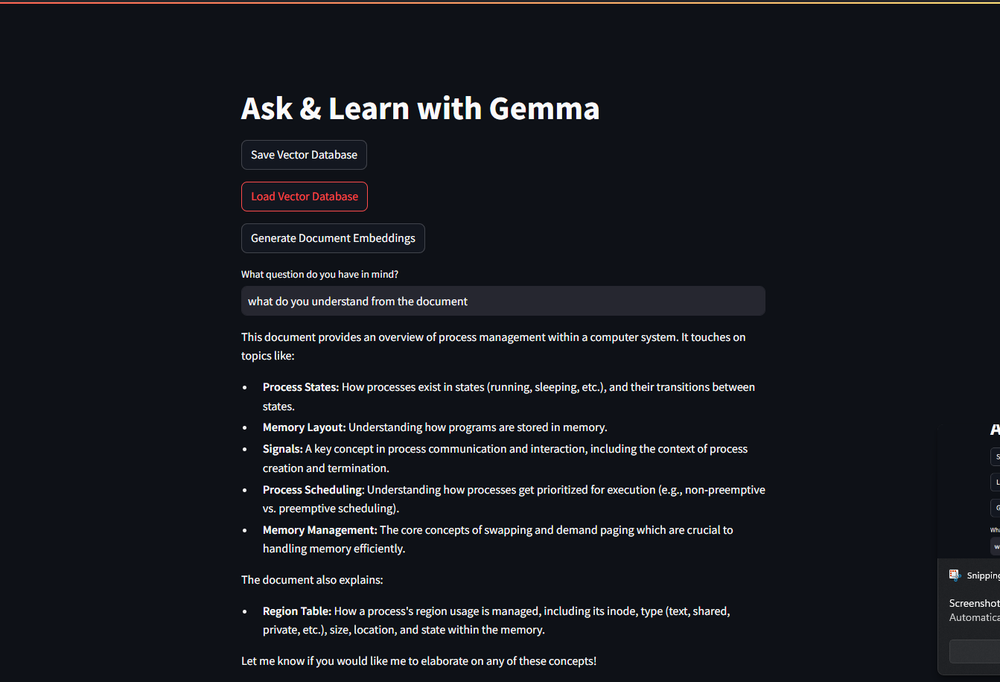 Ask & Learn with Gemma
Save Vector Database
Load Vector Database
Generate Document Embeddings
What question do you have in mind?
what do you understand from the document
This document provides an overview of process management within a computer system. It touches on
topics like:
• Process States: How processes exist in states (running, sleeping, etc.), and their transitions between
states.
• Memory Layout: Understanding how programs are stored in memory.
• Signals: A key concept in process communication and interaction, including the context of process
creation and termination.
• Process Scheduling: Understanding how processes get prioritized for execution (e.g., non-preemptive
vs. preemptive scheduling).
• Memory Management: The core concepts of swapping and demand paging which are crucial to
handling memory efficiently.
The document also explains:
• Region Table: How a process's region usage is managed, including its inode, type (text, shared,
private, etc.), size, location, and state within the memory.
Let me know if you would like me to elaborate on any of these concepts!
Snipping
Screenshot
Automatica